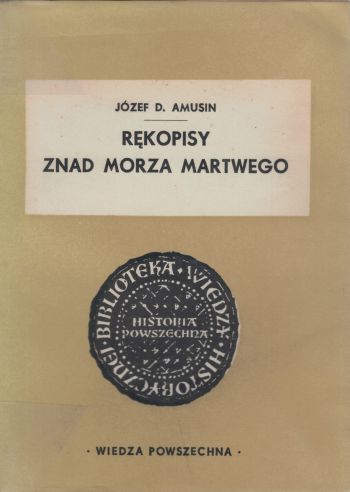 JÓZEF D. AMUSIN
RĘKOPISY
ZNAD MORZA MARTWEGO
BIBLIOTEKA • WIEDZY • HISTORYCZNEJ •
HISTORIA
POWSZECHNA
• WIEDZA POWSZECHNA •